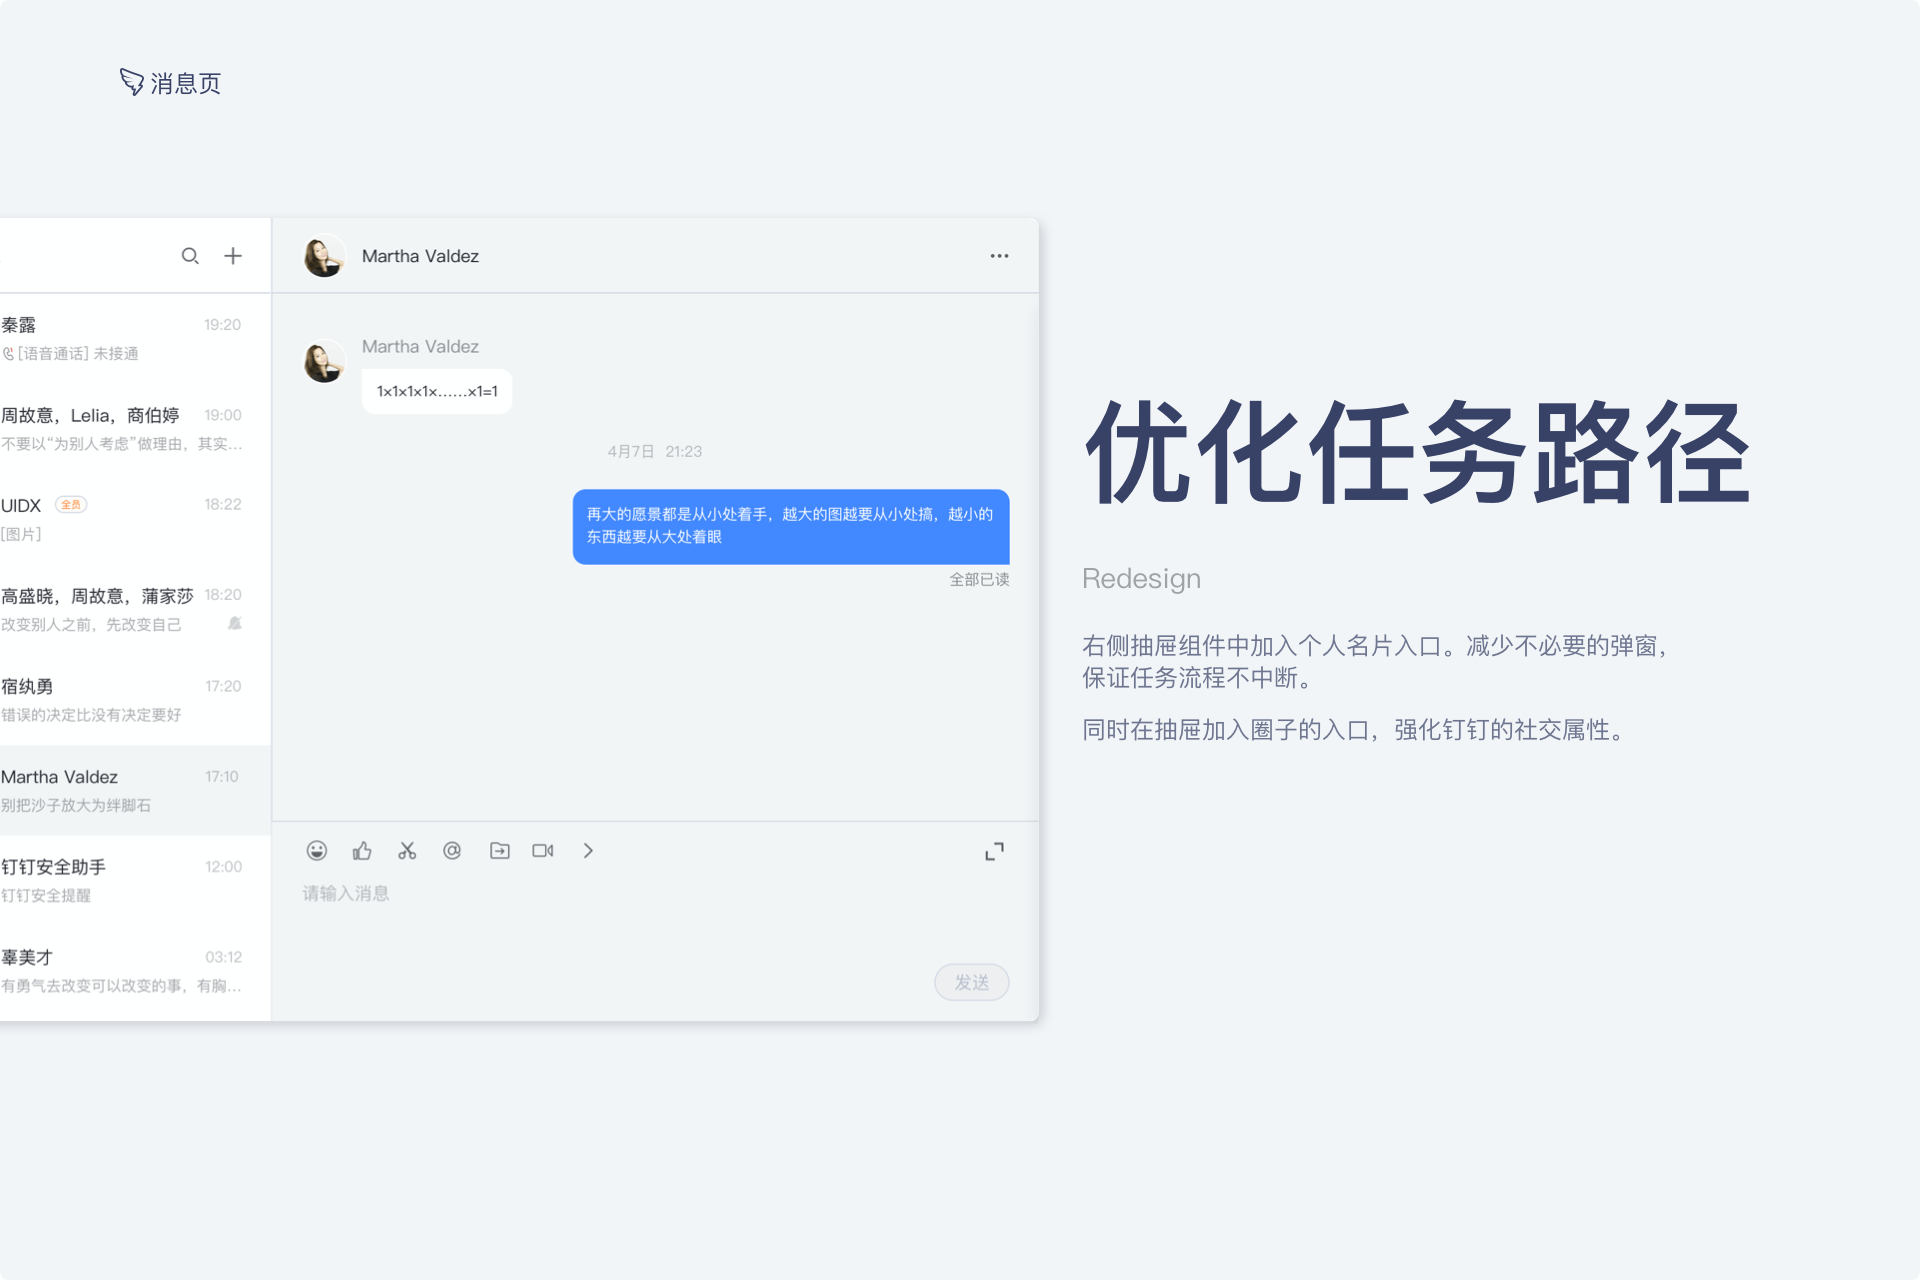 消息页
秦露 19:20
[语音通话] 未接通
周故意，Lelia，商伯婷 19:00
不要以“为别人考虑”做理由，其实...
UIDX 全员 18:22
[图片]
高盛晓，周故意，蒲家莎 18:20
改变别人之前，先改变自己
宿纨勇 17:20
错误的决定比没有决定要好
Martha Valdez 17:10
别把沙子放大为绊脚石
钉钉安全助手 12:00
钉钉安全提醒
辜美才 03:12
有勇气去改变可以改变的事，有胸...
Martha Valdez
Martha Valdez
1×1×1×1×......×1=1
4月7日 21:23
再大的愿景都是从小处着手，越大的图越要从小处搞，越小的
东西越要从大处着眼
全部已读
请输入消息
发送
优化任务路径
Redesign
右侧抽屉组件中加入个人名片入口。减少不必要的弹窗，
保证任务流程不中断。
同时在抽屉加入圈子的入口，强化钉钉的社交属性。